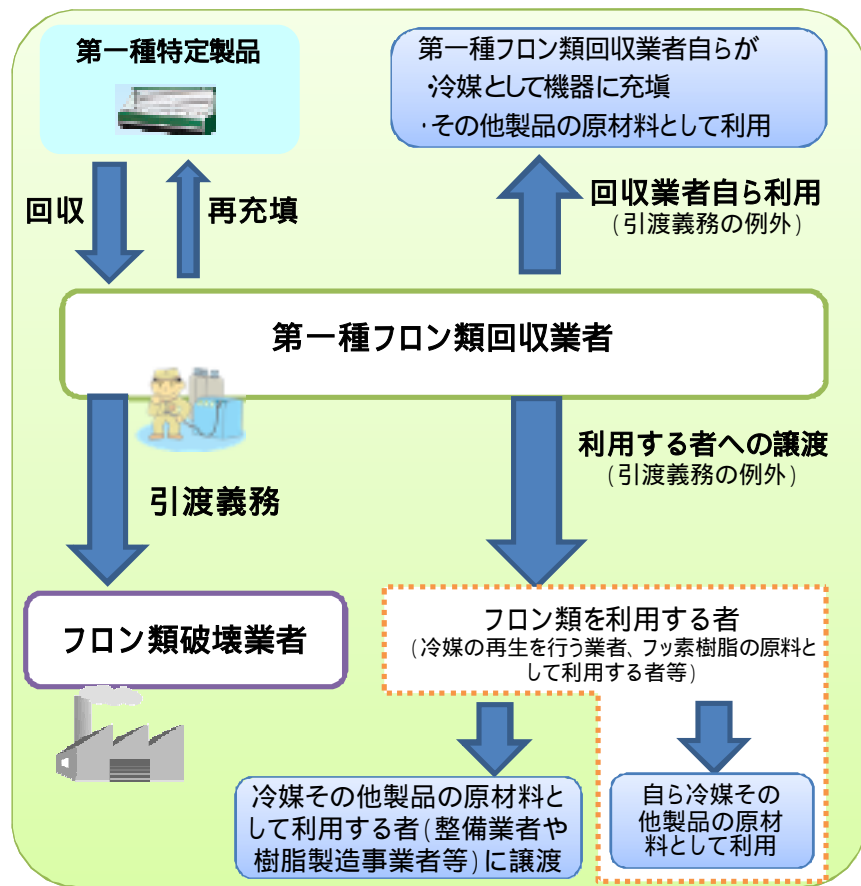 第一種特定製品
第一種フロン類回収業者自らが
・冷媒として機器に充塡
・その他製品の原材料として利用
回収
再充塡
回収業者自ら利用
(引渡義務の例外)
第一種フロン類回収業者
引渡義務
利用する者への譲渡
(引渡義務の例外)
フロン類破壊業者
フロン類を利用する者
(冷媒の再生を行う業者、フッ素樹脂の原料と
して利用する者等)
冷媒その他製品の原材料と
して利用する者(整備業者や
樹脂製造事業者等)に譲渡
自ら冷媒その
他製品の原材
料として利用